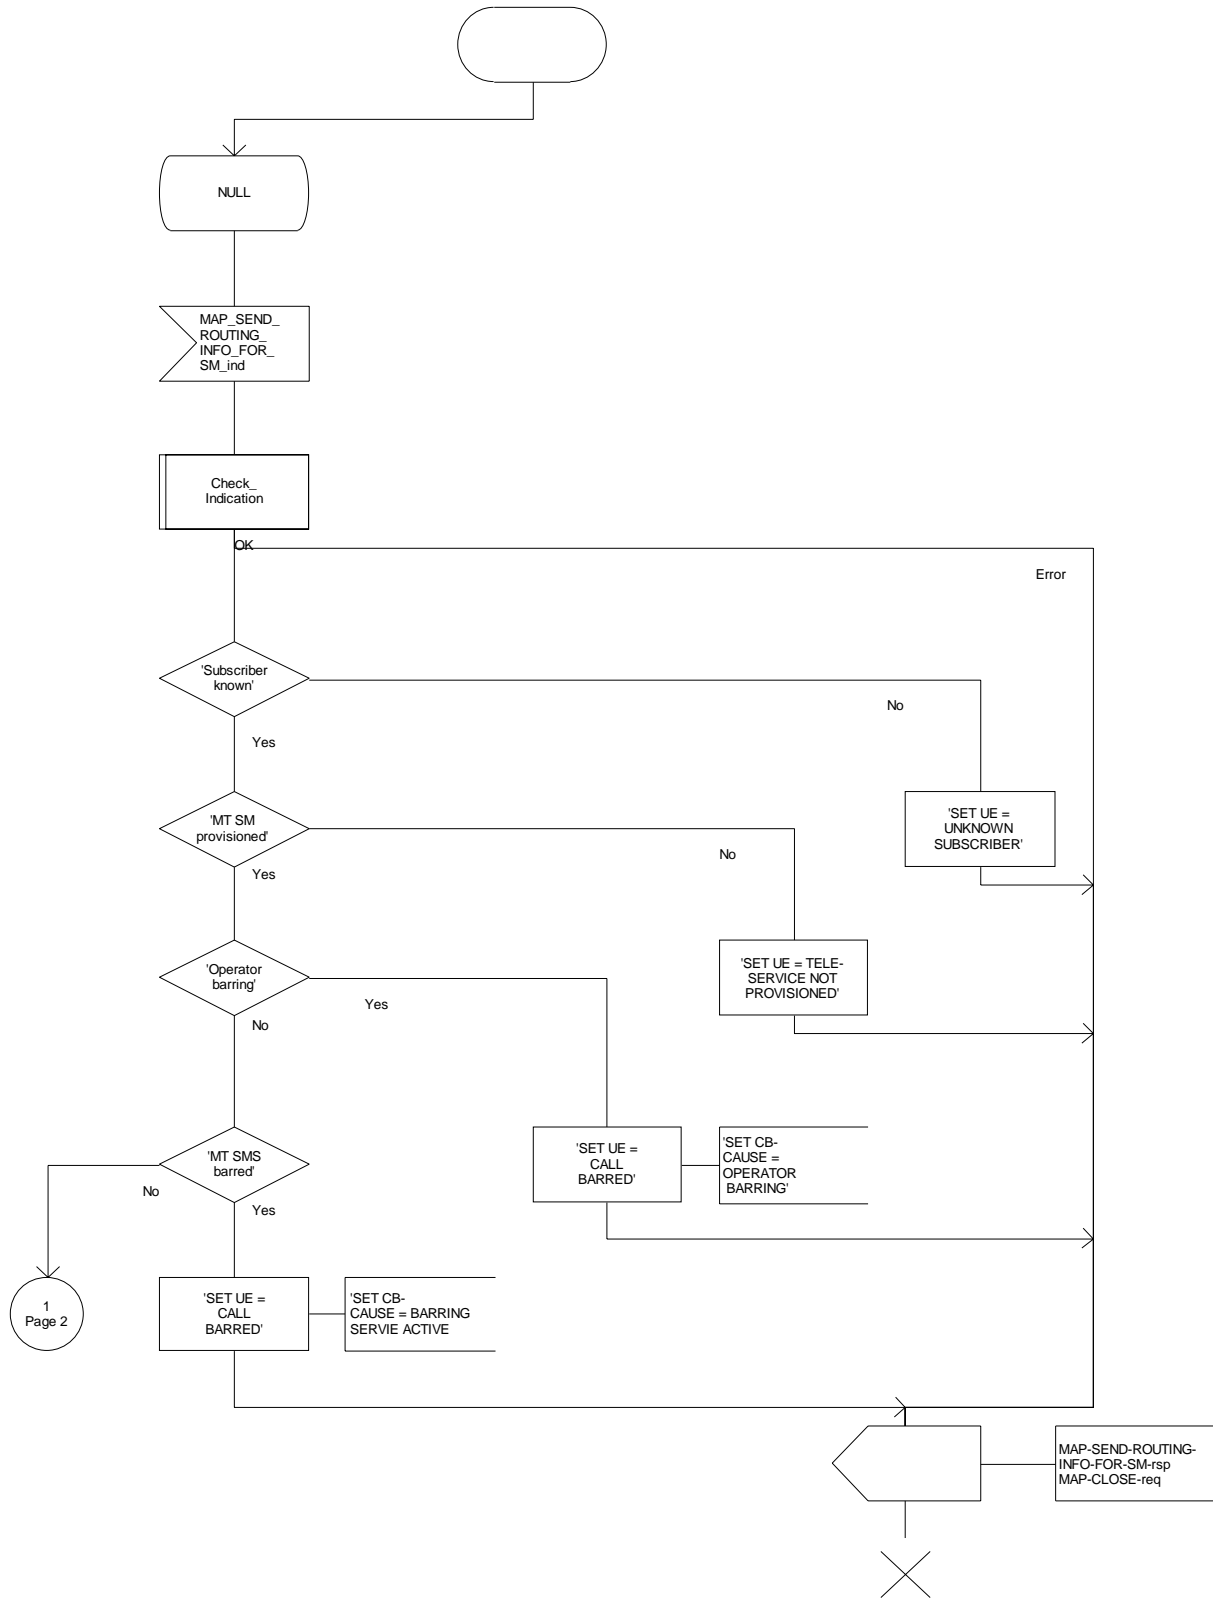 NULL
MAP_SEND_
ROUTING_
INFO_FOR_
SM_ind
Check_
Indication
OK
Error
'Subscriber
known'
No
Yes
'MT SM
provisioned'
No
Yes
'SET UE =
UNKNOWN
SUBSCRIBER'
'Operator
barring'
Yes
No
'SET UE = TELE-
SERVICE NOT
PROVISIONED'
'MT SMS
barred'
No
Yes
'SET UE =
CALL
BARRED'
'SET CB-
CAUSE =
OPERATOR
BARRING'
1
Page 2
'SET UE =
CALL
BARRED'
'SET CB-
CAUSE = BARRING
SERVIE ACTIVE
MAP-SEND-ROUTING-
INFO-FOR-SM-rsp
MAP-CLOSE-req